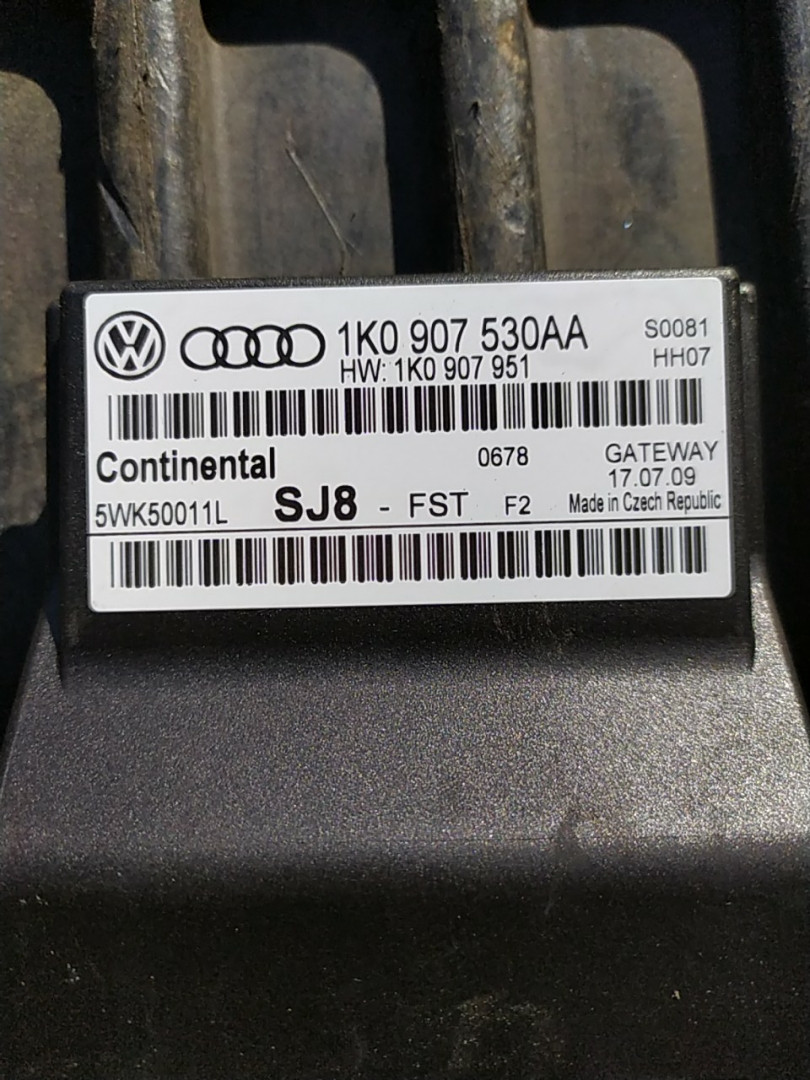 1K0 907 530AA S0081
HW: 1K0 907 951 HH07
Continental 0678 GATEWAY
17.07.09
5WK50011L SJ8 - FST F2 Made in Czech Republic